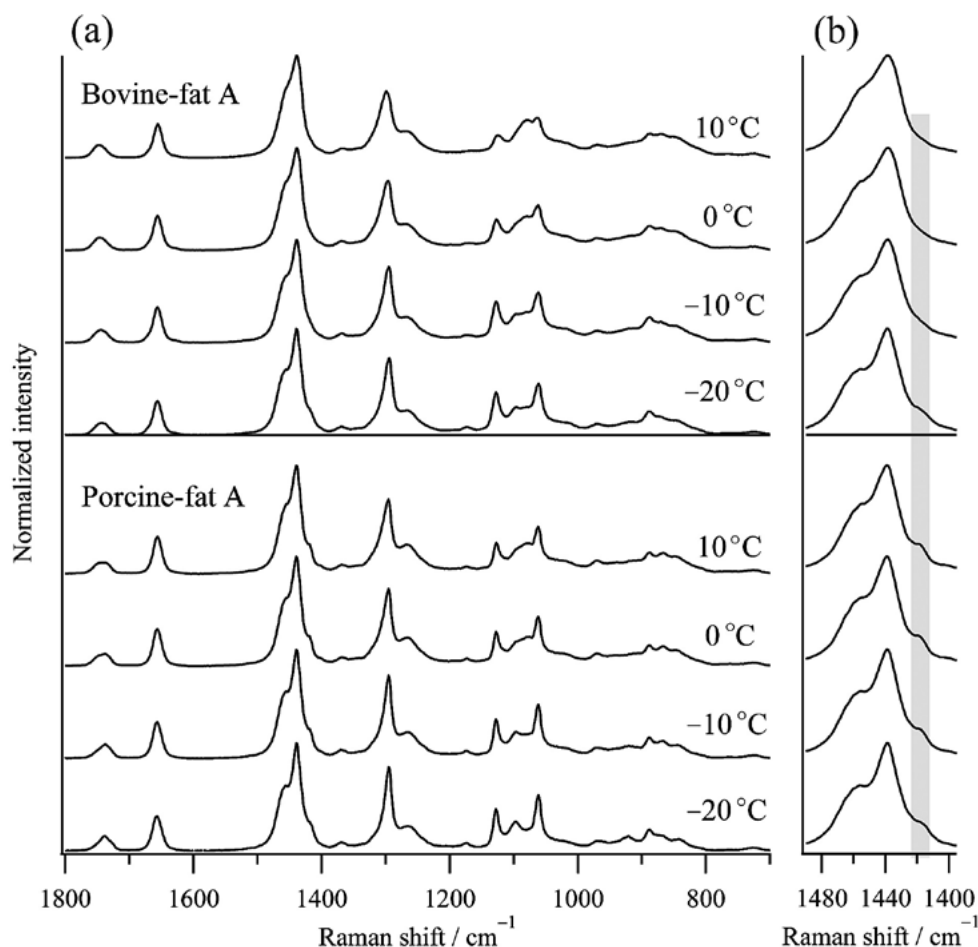 (a)
(b)
Bovine-fat A
10 °C
0 °C
−10 °C
−20 °C
Normalized intensity
Porcine-fat A
10 °C
0 °C
−10 °C
−20 °C
1800 1600 1400 1200 1000 800
1480 1440 1400
Raman shift / cm⁻¹
Raman shift / cm⁻¹